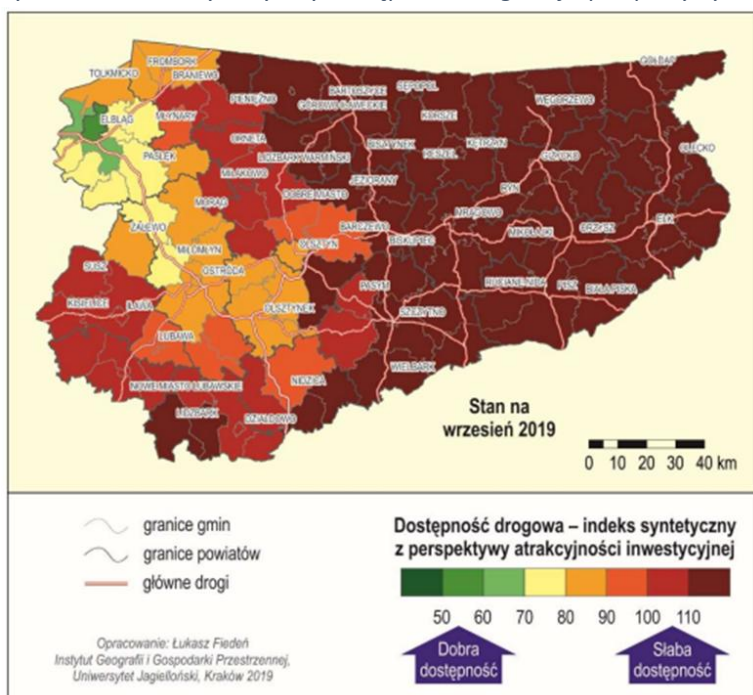 GOŁDAP
FROMBORK
TOLKMICKO
BRANIEWO
BARTOSZYCE
SĘPOPOL
PIENIĘŻNO
GÓROWO IŁAWECKIE
WĘGORZEWO
KORSZE
ELBLĄG
MŁYNARY
ORNETA
BISZTYNEK
KĘTRZYN
GIŻYCKO
OLECKO
PASŁĘK
LIDZBARK WARMIŃSKI
RESZEL
MIŁAKOWO
JEZIORANY
RYN
MORĄG
DOBRE MIASTO
MRĄGOWO
EŁK
ZALEWO
BARCZEWO
MIKOŁAJKI
ORZYSZ
MIŁOMŁYN
OLSZTYN
BISKUPIEC
SUSZ
OSTRÓDA
RUCIANE-NIDA
PISZ
BIAŁA PISKA
KISIELICE
IŁAWA
OLSZTYNEK
PASYM
SZCZYTNO
LUBAWA
WIELBARK
NIDZICA
NOWE MIASTO LUBAWSKIE
LIDZBARK
DZIAŁDOWO
Stan na
wrzesień 2019
0 10 20 30 40 km
granice gmin
granice powiatów
główne drogi
Opracowanie: Łukasz Fiedeń
Instytut Geografii i Gospodarki Przestrzennej,
Uniwersytet Jagielloński, Kraków 2019
Dostępność drogowa – indeks syntetyczny
z perspektywy atrakcyjności inwestycyjnej
50 60 70 80 90 100 110
Dobra
dostępność
Słaba
dostępność